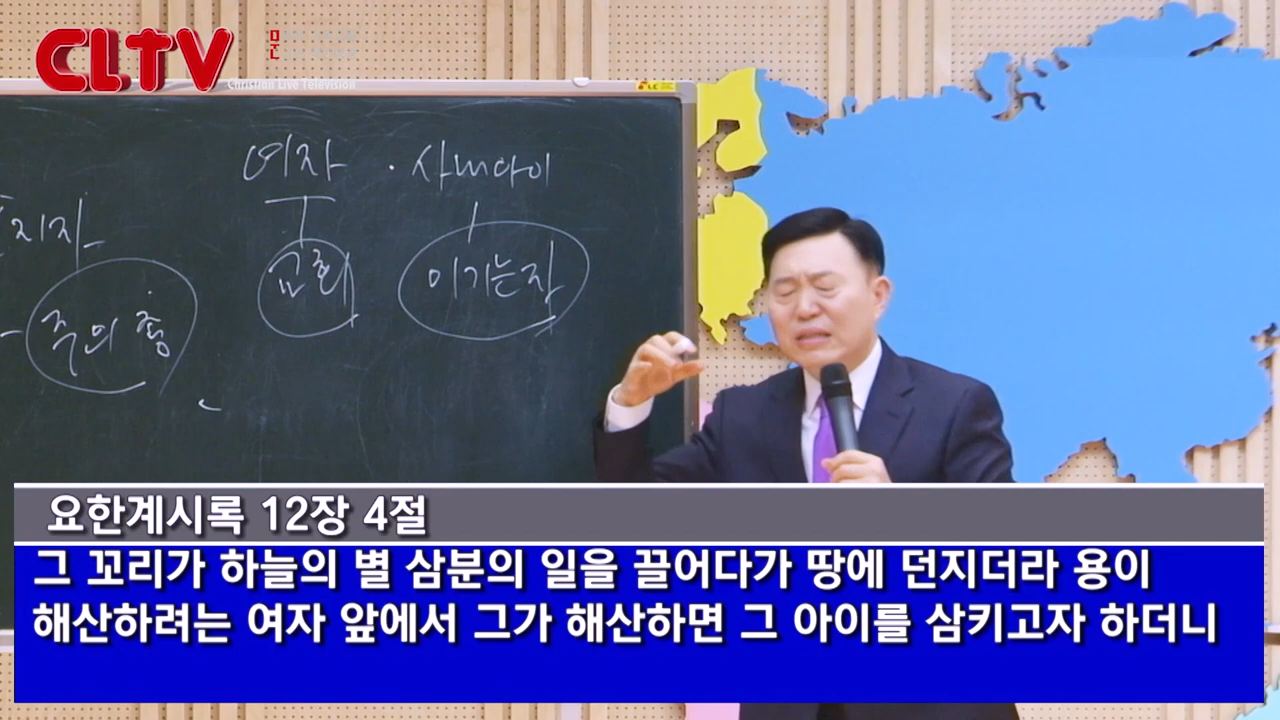 CLTV
Christian Live Television
여자 · 사내아이
교회 이기는자
주의 종
요한계시록 12장 4절
그 꼬리가 하늘의 별 삼분의 일을 끌어다가 땅에 던지더라 용이
해산하려는 여자 앞에서 그가 해산하면 그 아이를 삼키고자 하더니